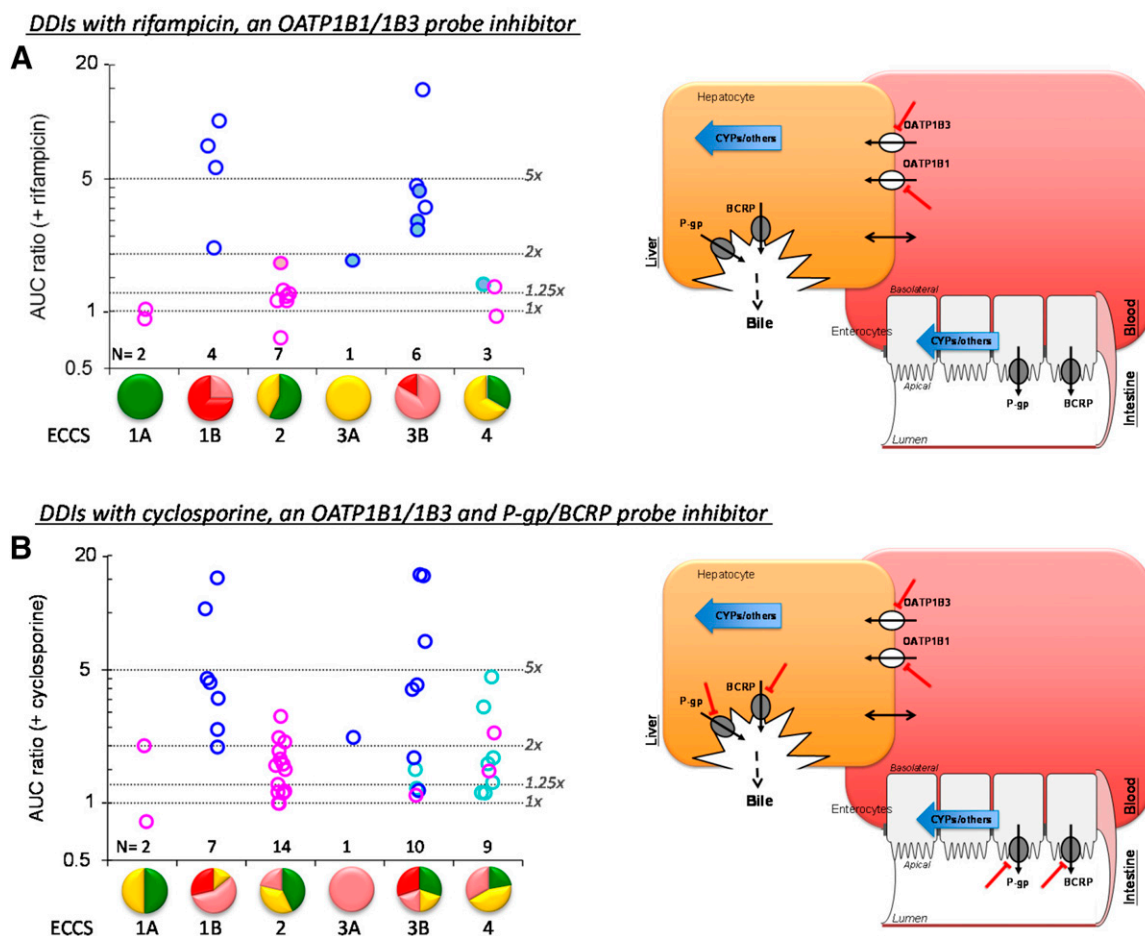 DDIs with rifampicin, an OATP1B1/1B3 probe inhibitor
A
AUC ratio (+ rifampicin)
20
5
1
0.5
5x
2x
1.25x
1x
N= 2 4 7 1 6 3
ECCS 1A 1B 2 3A 3B 4
Hepatocyte
CYPs/others
OATP1B3
OATP1B1
BCRP
P-gp
Liver
Bile
Basolateral
Enterocytes
CYPs/others
Apical
P-gp BCRP
Lumen
Blood
Intestine
DDIs with cyclosporine, an OATP1B1/1B3 and P-gp/BCRP probe inhibitor
B
AUC ratio (+ cyclosporine)
20
5
1
0.5
5x
2x
1.25x
1x
N= 2 7 14 1 10 9
ECCS 1A 1B 2 3A 3B 4
Hepatocyte
CYPs/others
OATP1B3
OATP1B1
BCRP
P-gp
Liver
Bile
Basolateral
Enterocytes
CYPs/others
Apical
P-gp BCRP
Lumen
Blood
Intestine